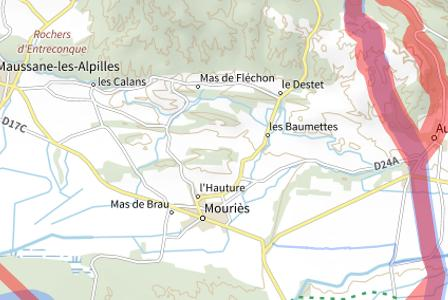 Rochers
d'Entreconque
Maussane-les-Alpilles
les Calans
Mas de Fléchon
le Destet
les Baumettes
D17C
D24A
Au
l'Hauture
Mas de Brau
Mouriès